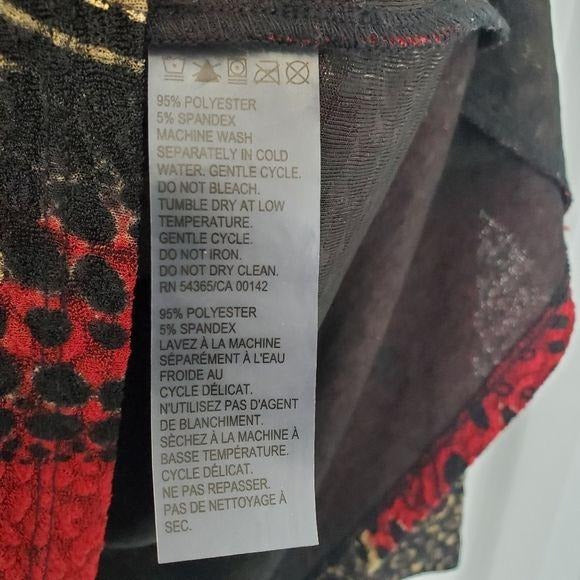 95% POLYESTER
5% SPANDEX
MACHINE WASH
SEPARATELY IN COLD
WATER. GENTLE CYCLE.
DO NOT BLEACH.
TUMBLE DRY AT LOW
TEMPERATURE.
GENTLE CYCLE.
DO NOT IRON.
DO NOT DRY CLEAN.
RN 54365/CA 00142
95% POLYESTER
5% SPANDEX
LAVEZ À LA MACHINE
SÉPARÉMENT À L'EAU
FROIDE AU
CYCLE DÉLICAT.
N'UTILISEZ PAS D'AGENT
DE BLANCHIMENT.
SÈCHEZ À LA MACHINE À
BASSE TEMPÉRATURE.
CYCLE DÉLICAT.
NE PAS REPASSER.
PAS DE NETTOYAGE À
SEC.